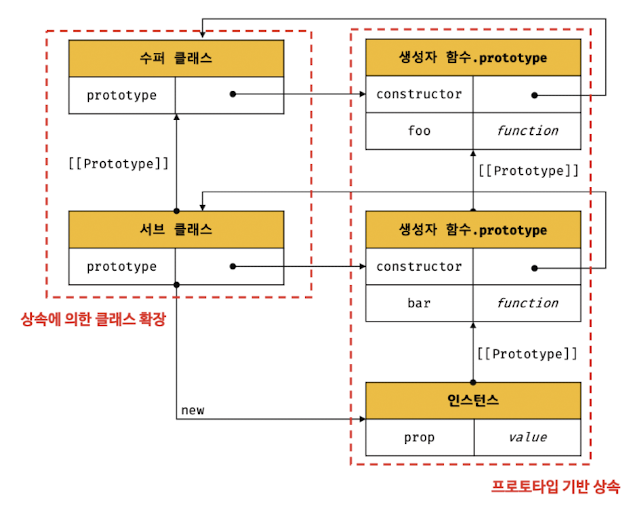 수퍼 클래스
prototype
생성자 함수.prototype
constructor
foo
function
[[Prototype]]
[[Prototype]]
서브 클래스
prototype
생성자 함수.prototype
constructor
bar
function
상속에 의한 클래스 확장
[[Prototype]]
new
인스턴스
prop
value
프로토타입 기반 상속